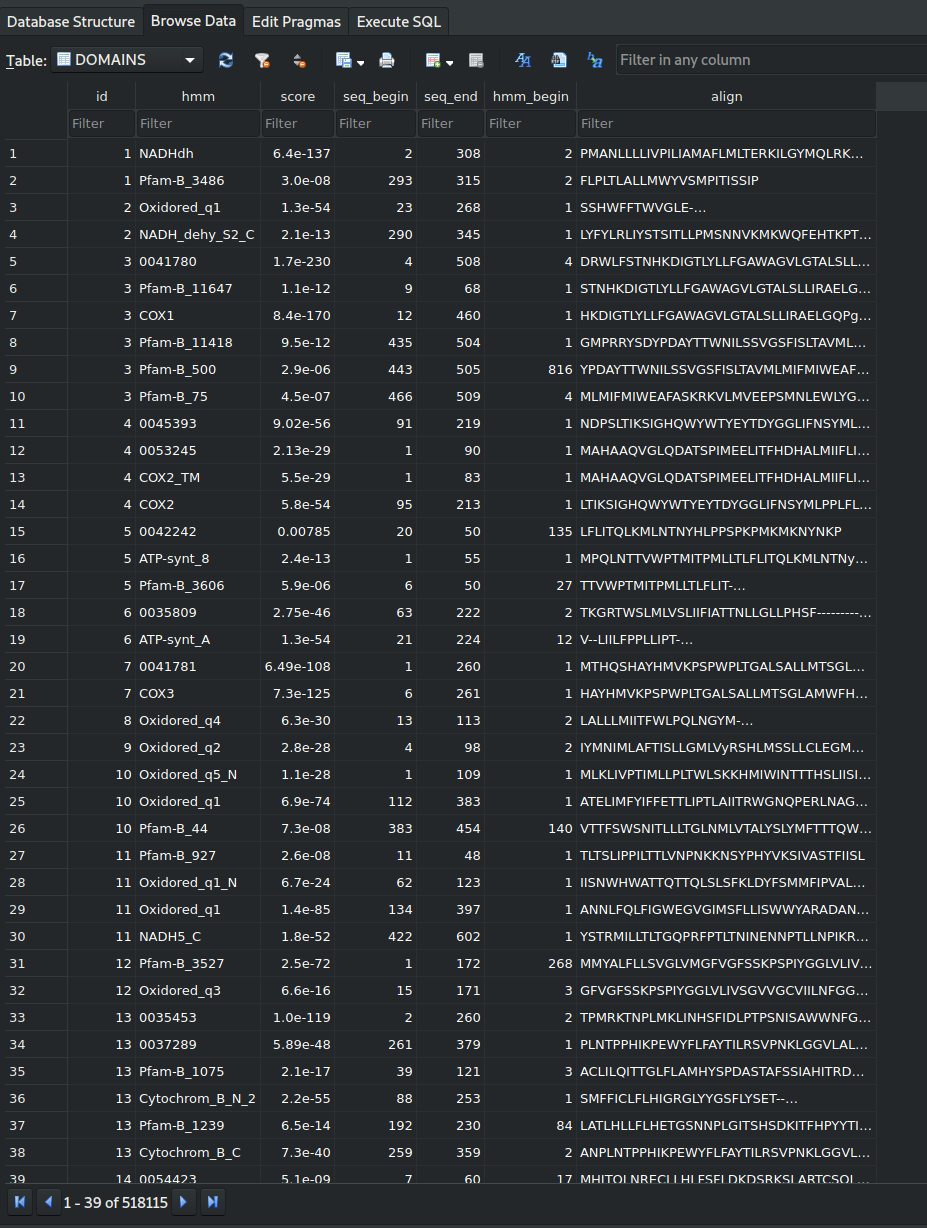 Database Structure Browse Data Edit Pragmas Execute SQL
Table: DOMAINS Filter in any column
id hmm score seq_begin seq_end hmm_begin align
Filter Filter Filter Filter Filter Filter Filter
1 1 NADHdh 6.4e-137 2 308 2 PMANLLLLIVPILIAMAFLMLTERKILGYMQLRK...
2 1 Pfam-B_3486 3.0e-08 293 315 2 FLPLTLALLMWYVSMPITISSIP
3 2 Oxidored_q1 1.3e-54 23 268 1 SSHWFFTWVGLE-...
4 2 NADH_dehy_S2_C 2.1e-13 290 345 1 LYFYLRLIYSTSITLLPMSNNVKMKWQFEHTKPT...
5 3 0041780 1.7e-230 4 508 4 DRWLFSTNHKDIGTLYLLFGAWAGVLGTALSLL...
6 3 Pfam-B_11647 1.1e-12 9 68 1 STNHKDIGTLYLLFGAWAGVLGTALSLLIRAELG...
7 3 COX1 8.4e-170 12 460 1 HKDIGTLYLLFGAWAGVLGTALSLLIRAELGQPg...
8 3 Pfam-B_11418 9.5e-12 435 504 1 GMPRRYSDYPDAYTTWNILSSVGSFISLTAVML...
9 3 Pfam-B_500 2.9e-06 443 505 816 YPDAYTTWNILSSVGSFISLTAVMLMIFMIWEAF...
10 3 Pfam-B_75 4.5e-07 466 509 4 MLMIFMIWEAFASKRKVLMVEEPSMNLEWLYG...
11 4 0045393 9.02e-56 91 219 1 NDPSLTIKSIGHQWYWTYEYTDYGGLIFNSYML...
12 4 0053245 2.13e-29 1 90 1 MAHAAQVGLQDATSPIMEELITFHDHALMIIFLI...
13 4 COX2_TM 5.5e-29 1 83 1 MAHAAQVGLQDATSPIMEELITFHDHALMIIFLI...
14 4 COX2 5.8e-54 95 213 1 LTIKSIGHQWYWTYEYTDYGGLIFNSYMLPPLFL...
15 5 0042242 0.00785 20 50 135 LFLITQLKMLNTNYHLPPSPKPMKMKNYNKP
16 5 ATP-synt_8 2.4e-13 1 55 1 MPQLNTTVWPTMITPMLLTLFLITQLKMLNTNy...
17 5 Pfam-B_3606 5.9e-06 6 50 27 TTVWPTMITPMLLTLFLIT-...
18 6 0035809 2.75e-46 63 222 2 TKGRTWSLMLVSLIIFIATTNLLGLLPHSF---------...
19 6 ATP-synt_A 1.3e-54 21 224 12 V--LIILFPPLLIPT-...
20 7 0041781 6.49e-108 1 260 1 MTHQSHAYHMVKPSPWPLTGALSALLMTSGL...
21 7 COX3 7.3e-125 6 261 1 HAYHMVKPSPWPLTGALSALLMTSGLAMWFH...
22 8 Oxidored_q4 6.3e-30 13 113 2 LALLLMIITFWLPQLNGYM-...
23 9 Oxidored_q2 2.8e-28 4 98 2 IYMNIMLAFTISLLGMLVyRSHLMSSLLCLEGM...
24 10 Oxidored_q5_N 1.1e-28 1 109 1 MLKLIVPTIMLLPLTWLSKKHMIWINTTTHSLIISI...
25 10 Oxidored_q1 6.9e-74 112 383 1 ATELIMFYIFFETTLIPTLAIITRWGNQPERLNAG...
26 10 Pfam-B_44 7.3e-08 383 454 140 VTTFSWSNITLLLTGLNMLVTALYSLYMFTTTQW...
27 11 Pfam-B_927 2.6e-08 11 48 1 TLTSLIPPILTTLVNPNKKNSYPHYVKSIVASTFIISL
28 11 Oxidored_q1_N 6.7e-24 62 123 1 IISNWHWATTQTTQLSLSFKLDYFSMMFIPVAL...
29 11 Oxidored_q1 1.4e-85 134 397 1 ANNLFQLFIGWEGVGIMSFLLISWWYARADAN...
30 11 NADH5_C 1.8e-52 422 602 1 YSTRMILLTLTGQPRFPTLTNINENNPTLLNPIKR...
31 12 Pfam-B_3527 2.5e-72 1 172 268 MMYALFLLSVGLVMGFVGFSSKPSPIYGGLVLIV...
32 12 Oxidored_q3 6.6e-16 15 171 3 GFVGFSSKPSPIYGGLVLIVSGVVGCVIILNFGG...
33 13 0035453 1.0e-119 2 260 2 TPMRKTNPLMKLINHSFIDLPTPSNISAWWNFG...
34 13 0037289 5.89e-48 261 379 1 PLNTPPHIKPEWYFLFAYTILRSVPNKLGGVLAL...
35 13 Pfam-B_1075 2.1e-17 39 121 3 ACLILQITTGLFLAMHYSPDASTAFSSIAHITRD...
36 13 Cytochrom_B_N_2 2.2e-55 88 253 1 SMFFICLFLHIGRGLYYGSFLYSET--...
37 13 Pfam-B_1239 6.5e-14 192 230 84 LATLHLLFLHETGSNNPLGITSHSDKITFHPYYTI...
38 13 Cytochrom_B_C 7.3e-40 259 359 2 ANPLNTPPHIKPEWYFLFAYTILRSVPNKLGGVL...
39 14 0054423 5.1e-09 7 60 17
1 - 39 of 518115